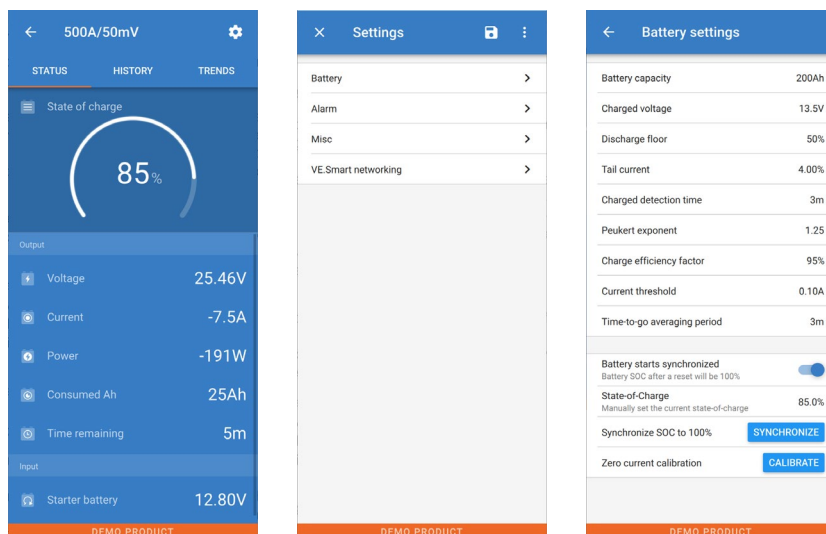 500A/50mV
STATUS HISTORY TRENDS
State of charge
85%
Output
Voltage 25.46V
Current -7.5A
Power -191W
Consumed Ah 25Ah
Time remaining 5m
Input
Starter battery 12.80V
DEMO PRODUCT
Settings
Battery
Alarm
Misc
VE.Smart networking
DEMO PRODUCT
Battery settings
Battery capacity 200Ah
Charged voltage 13.5V
Discharge floor 50%
Tail current 4.00%
Charged detection time 3m
Peukert exponent 1.25
Charge efficiency factor 95%
Current threshold 0.10A
Time-to-go averaging period 3m
Battery starts synchronized
Battery SOC after a reset will be 100%
State-of-Charge 85.0%
Manually set the current state-of-charge
Synchronize SOC to 100% SYNCHRONIZE
Zero current calibration CALIBRATE
DEMO PRODUCT